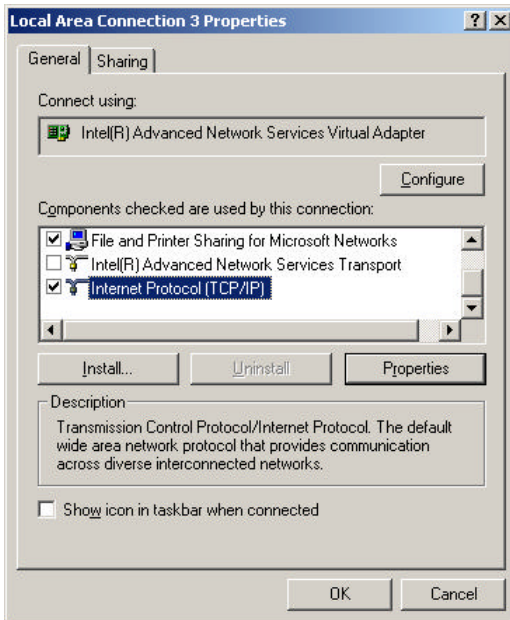 Local Area Connection 3 Properties
General
Sharing
Connect using:
Intel(R) Advanced Network Services Virtual Adapter
Configure
Components checked are used by this connection:
File and Printer Sharing for Microsoft Networks
Intel(R) Advanced Network Services Transport
Internet Protocol (TCP/IP)
Install...
Uninstall
Properties
Description
Transmission Control Protocol/Internet Protocol. The default
wide area network protocol that provides communication
across diverse interconnected networks.
Show icon in taskbar when connected
OK
Cancel